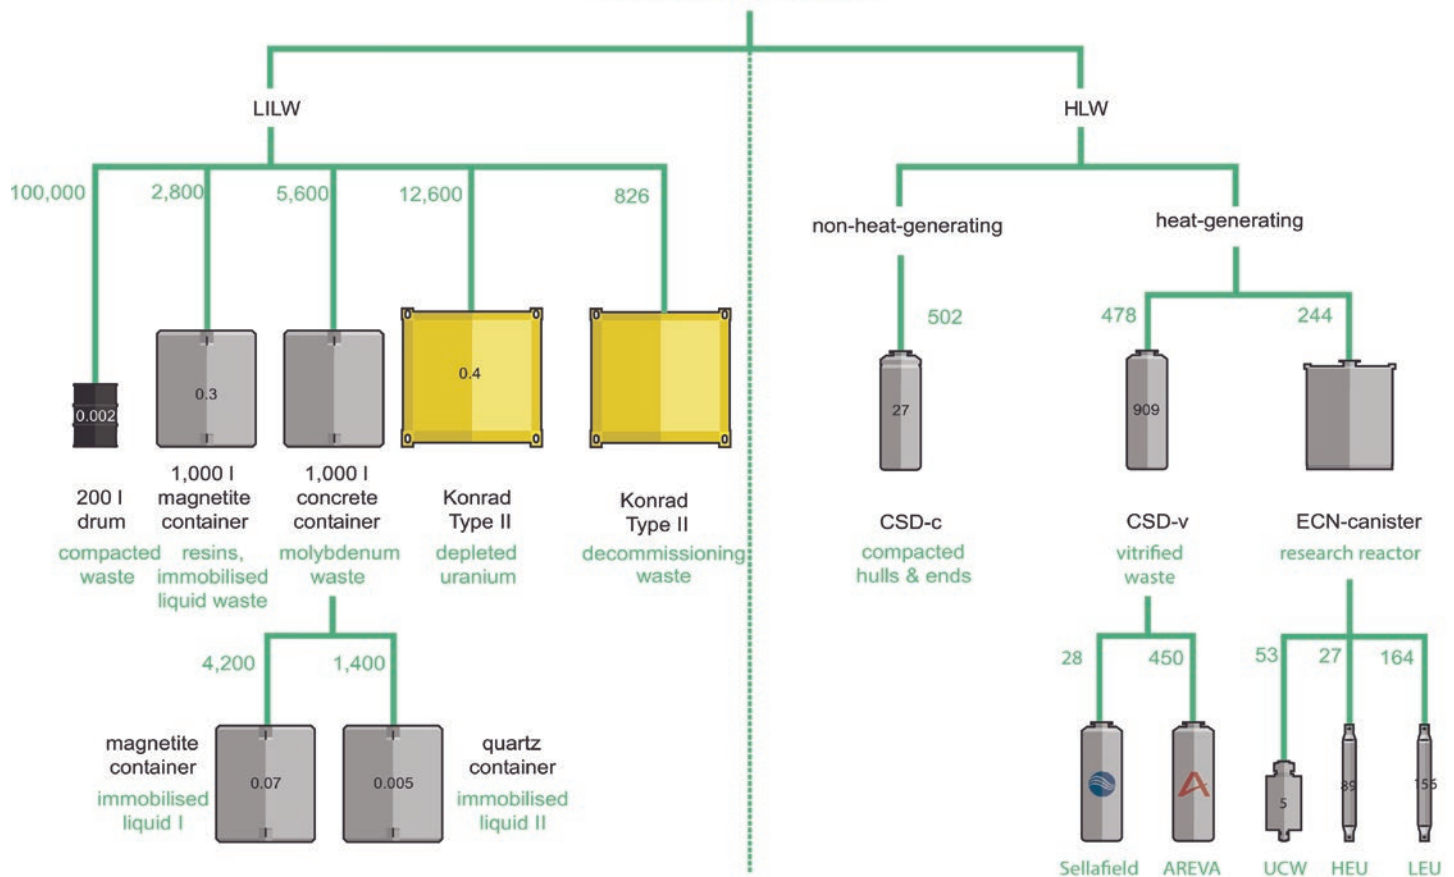 LILW
HLW
100,000
2,800
5,600
12,600
826
non-heat-generating
heat-generating
502
478
244
0.002
0.3
0.4
27
909
200 l
drum
compacted
waste
1,000 l
magnetite
container
resins,
immobilised
liquid waste
1,000 l
concrete
container
molybdenum
waste
Konrad
Type II
depleted
uranium
Konrad
Type II
decommissioning
waste
CSD-c
compacted
hulls & ends
CSD-v
vitrified
waste
ECN-canister
research reactor
4,200
1,400
28
450
53
27
164
magnetite
container
immobilised
liquid I
0.07
0.005
quartz
container
immobilised
liquid II
5
89
156
Sellafield
AREVA
UCW
HEU
LEU